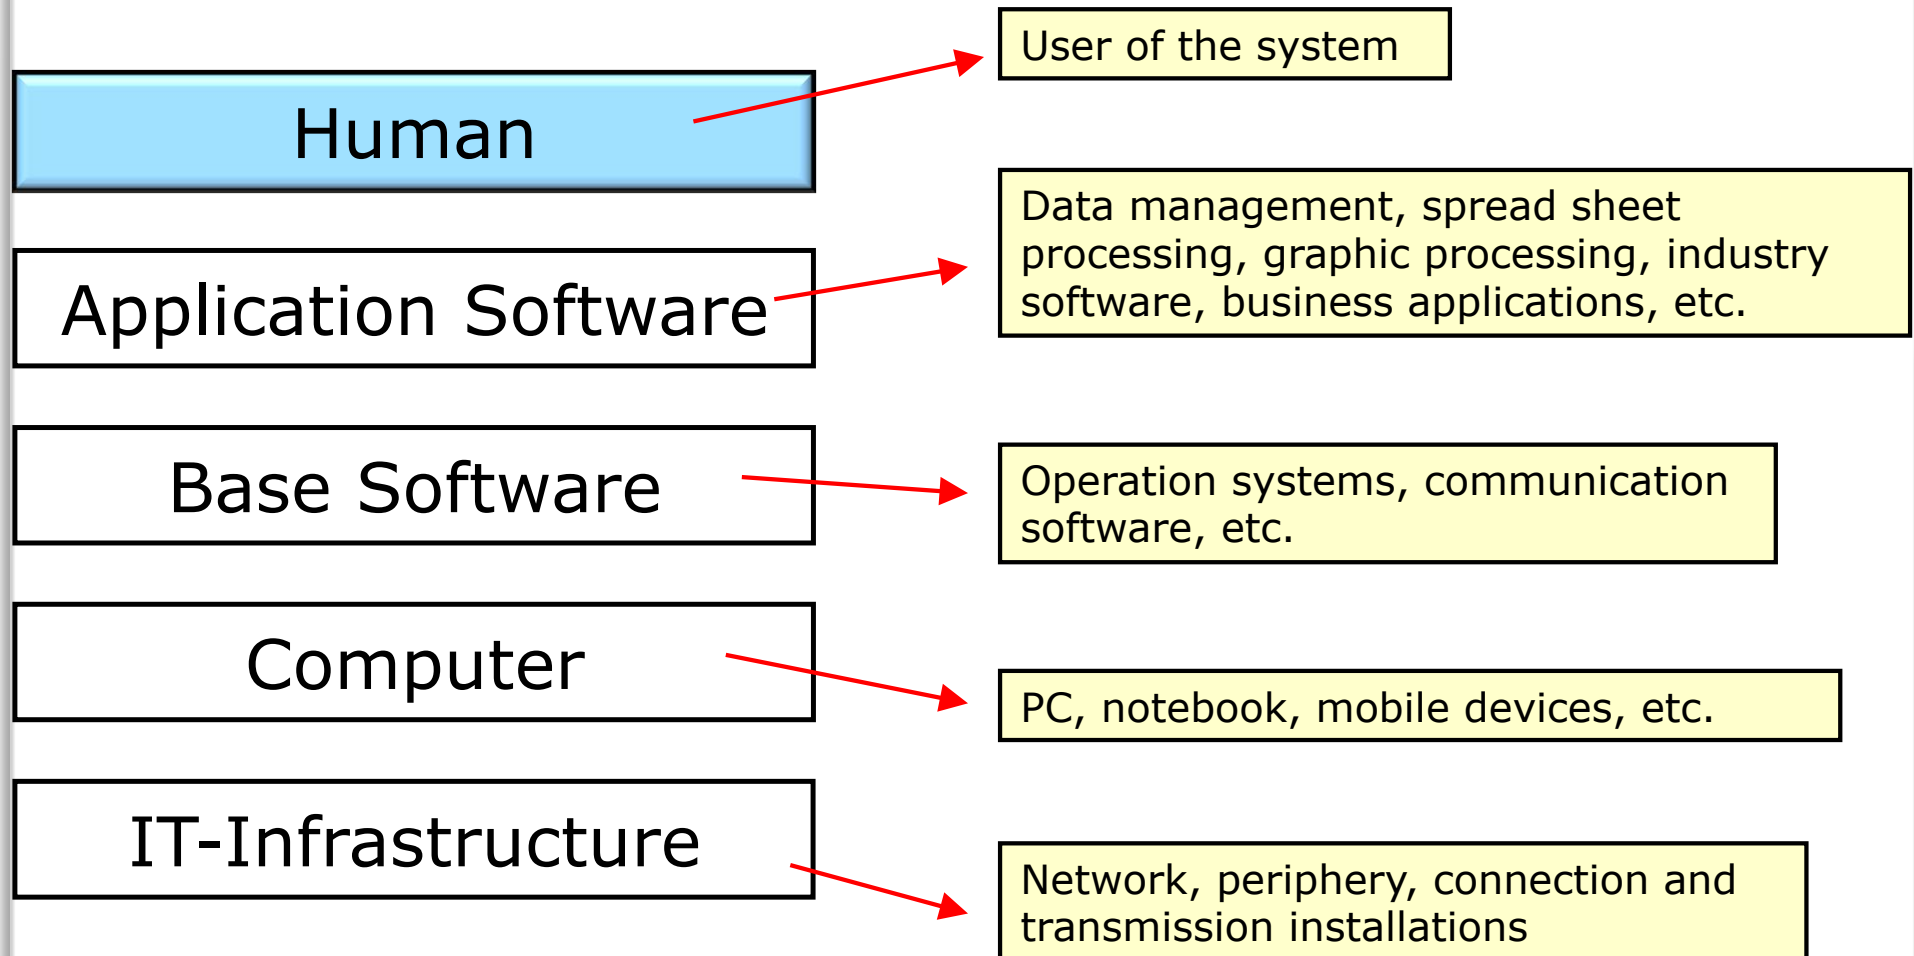 Human
User of the system
Application Software
Data management, spread sheet
processing, graphic processing, industry
software, business applications, etc.
Base Software
Operation systems, communication
software, etc.
Computer
PC, notebook, mobile devices, etc.
IT-Infrastructure
Network, periphery, connection and
transmission installations